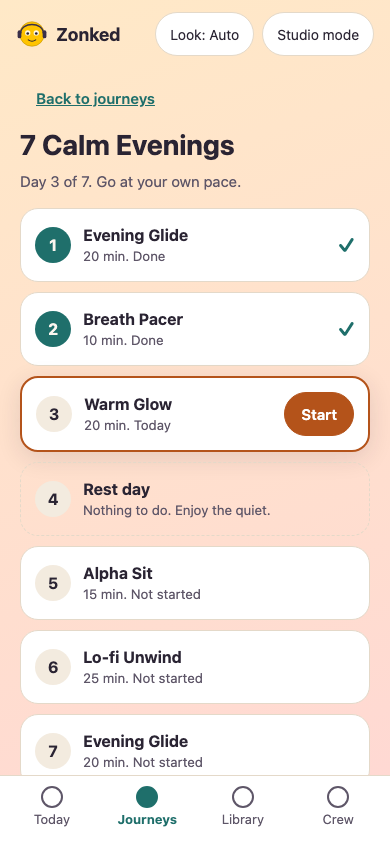 Zonked
Look: Auto
Studio mode
Back to journeys
7 Calm Evenings
Day 3 of 7. Go at your own pace.
1
Evening Glide
20 min. Done
2
Breath Pacer
10 min. Done
3
Warm Glow
20 min. Today
Start
4
Rest day
Nothing to do. Enjoy the quiet.
5
Alpha Sit
15 min. Not started
6
Lo-fi Unwind
25 min. Not started
7
Evening Glide
20 min. Not started
Today
Journeys
Library
Crew